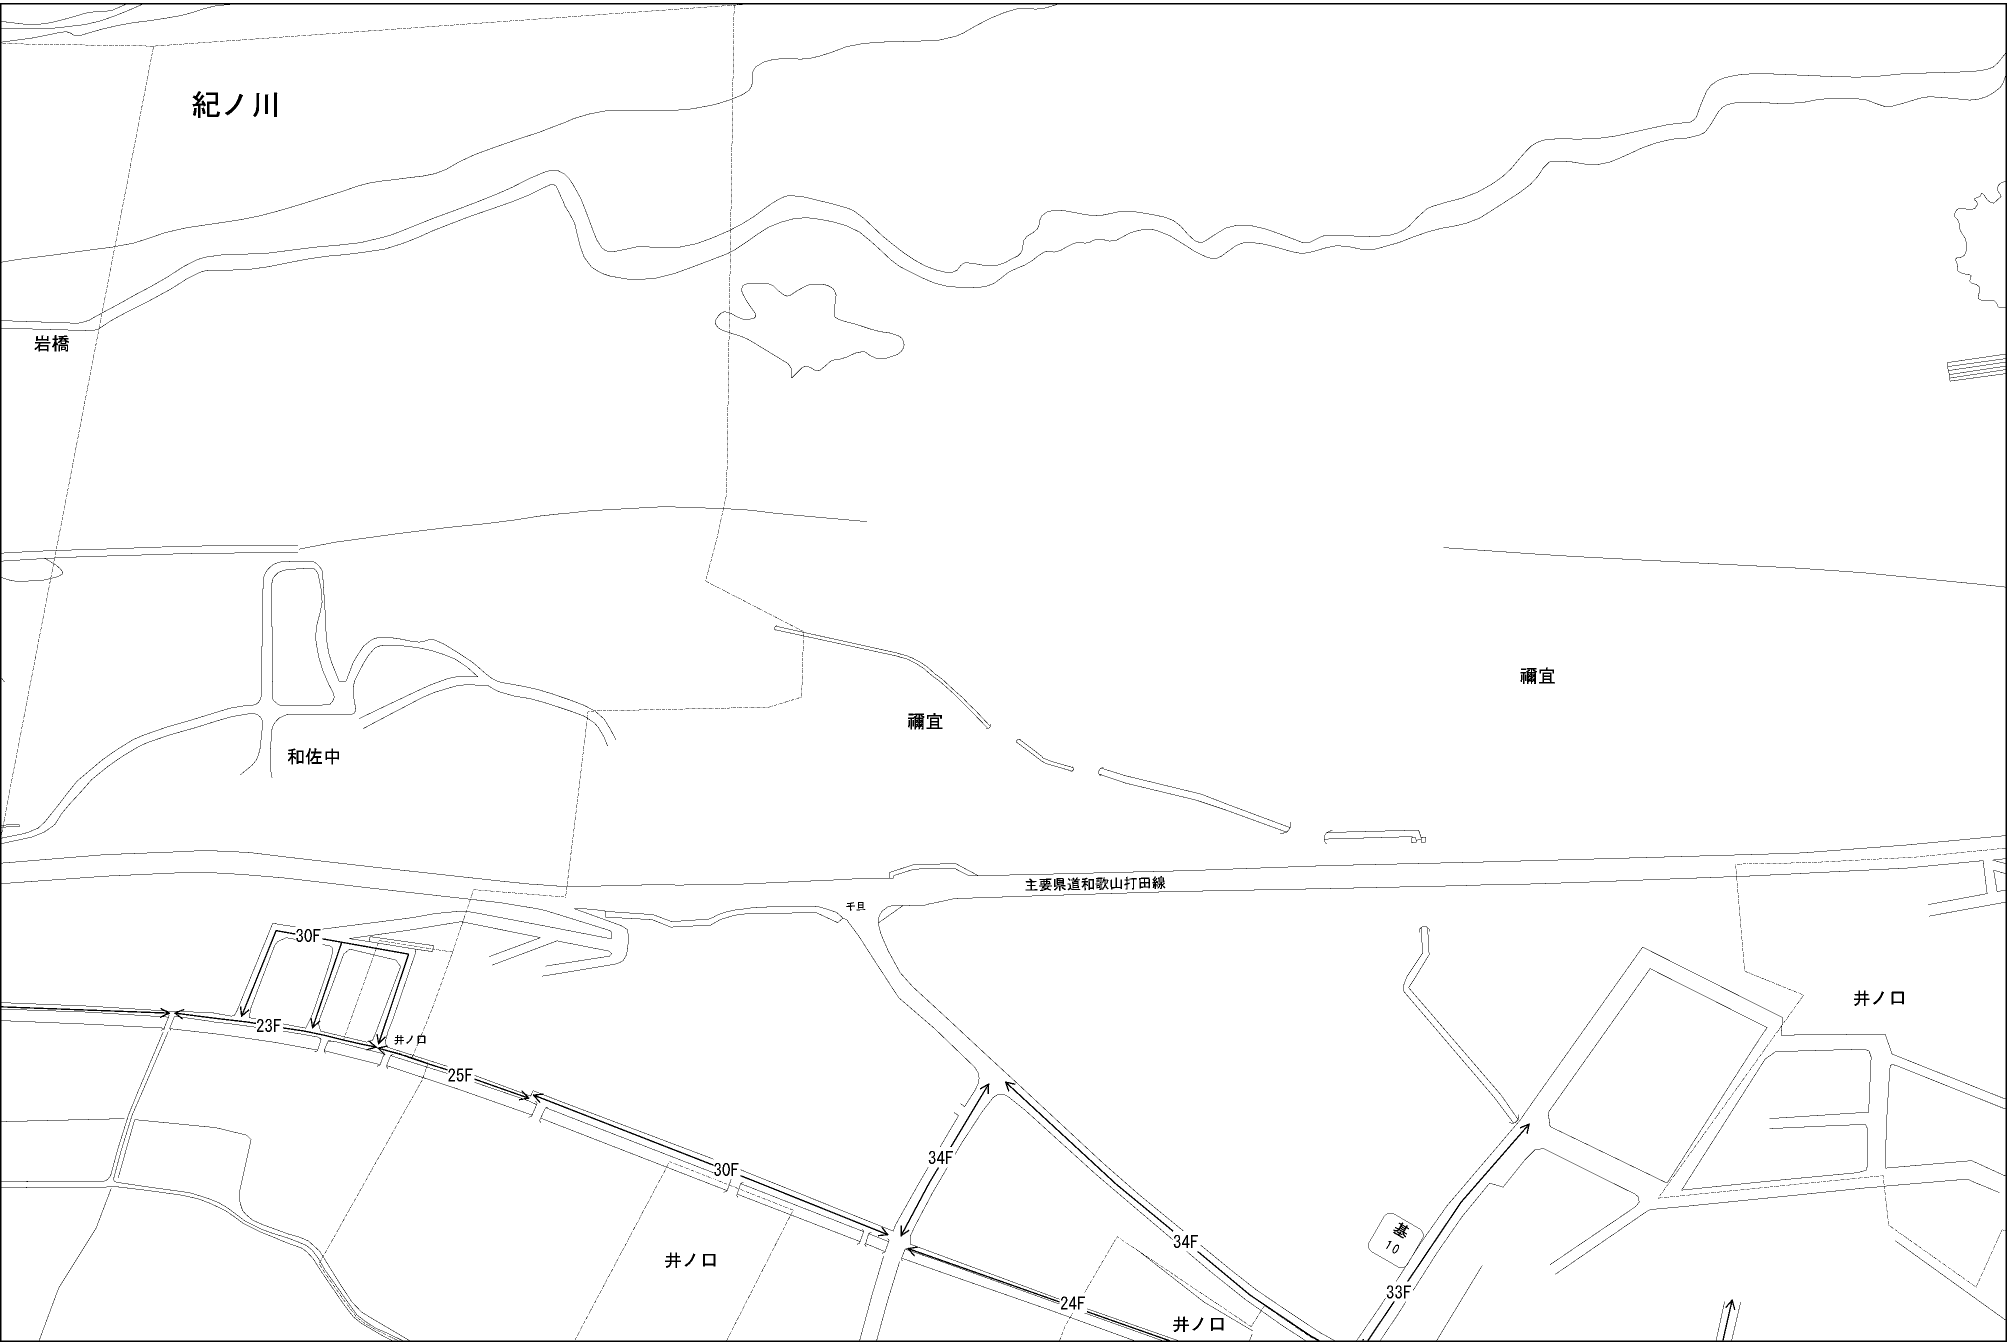 紀ノ川
岩橋
禰宜
禰宜
和佐中
主要県道和歌山打田線
千旦
30F
井ノ口
23F
井ノ口
25F
34F
30F
基
10
34F
井ノ口
33F
24F
井ノ口